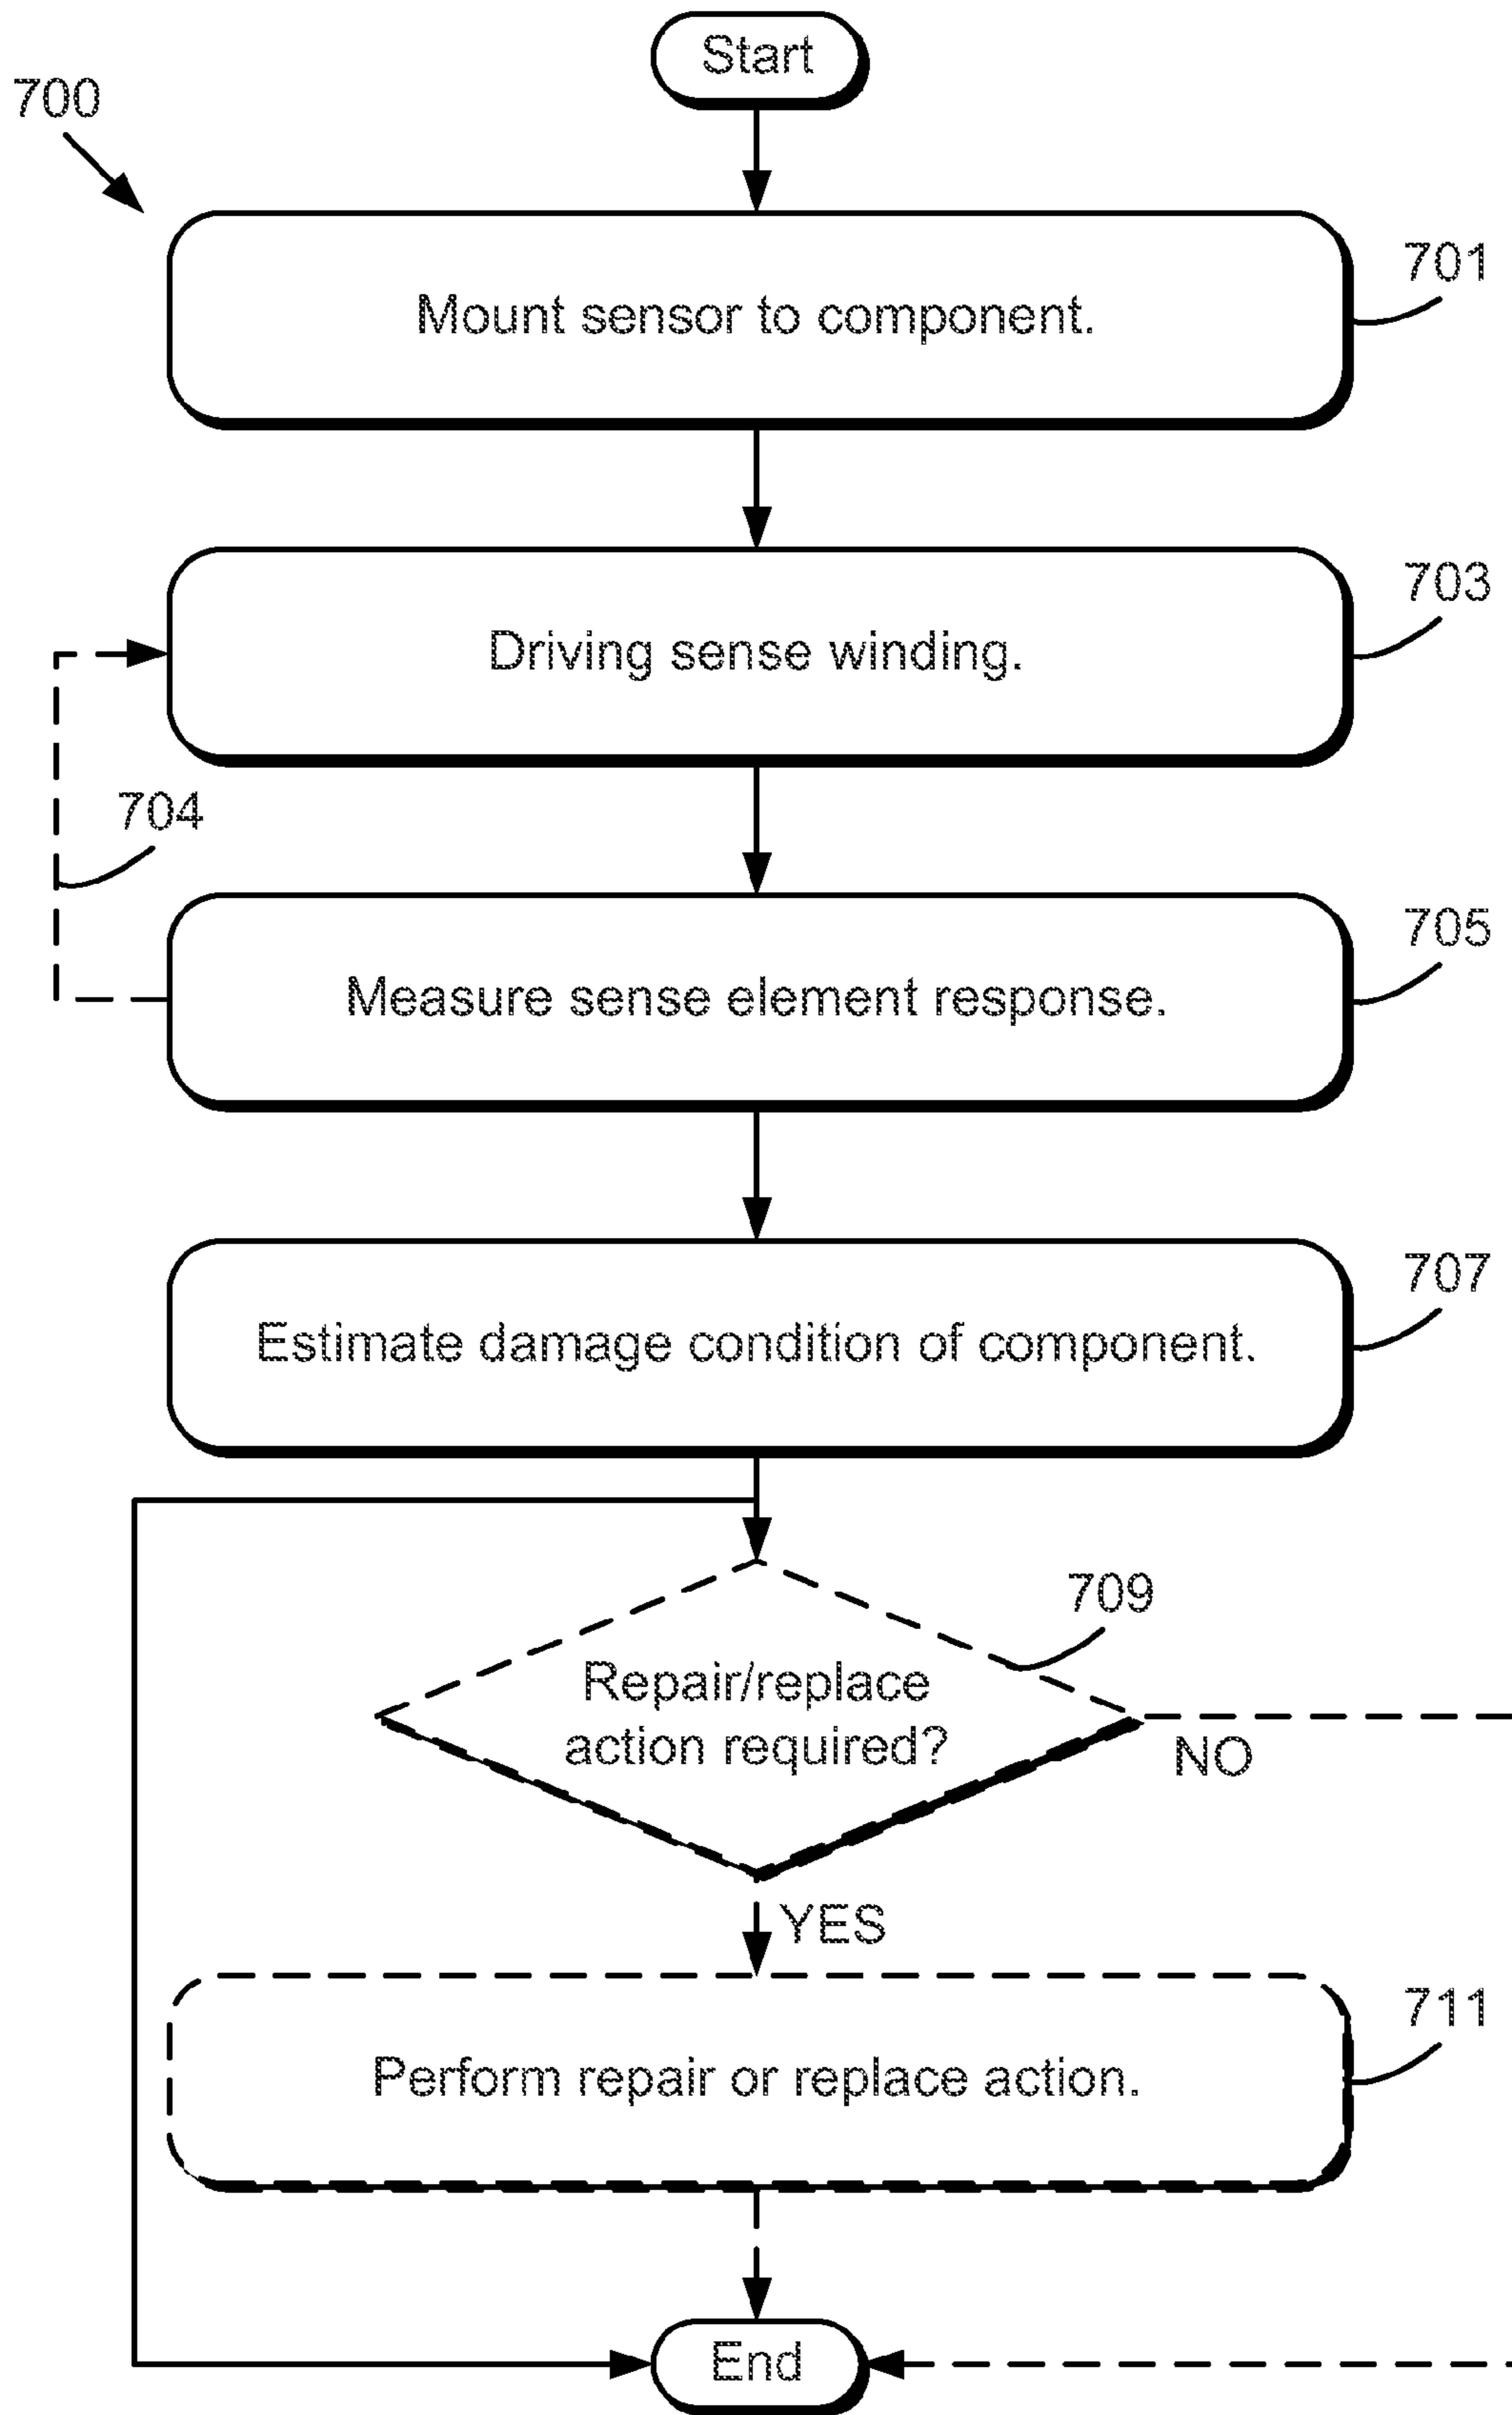 Start
700
Mount sensor to component.
701
Driving sense winding.
703
704
Measure sense element response.
705
Estimate damage condition of component.
707
709
Repair/replace
action required?
NO
YES
Perform repair or replace action.
711
End